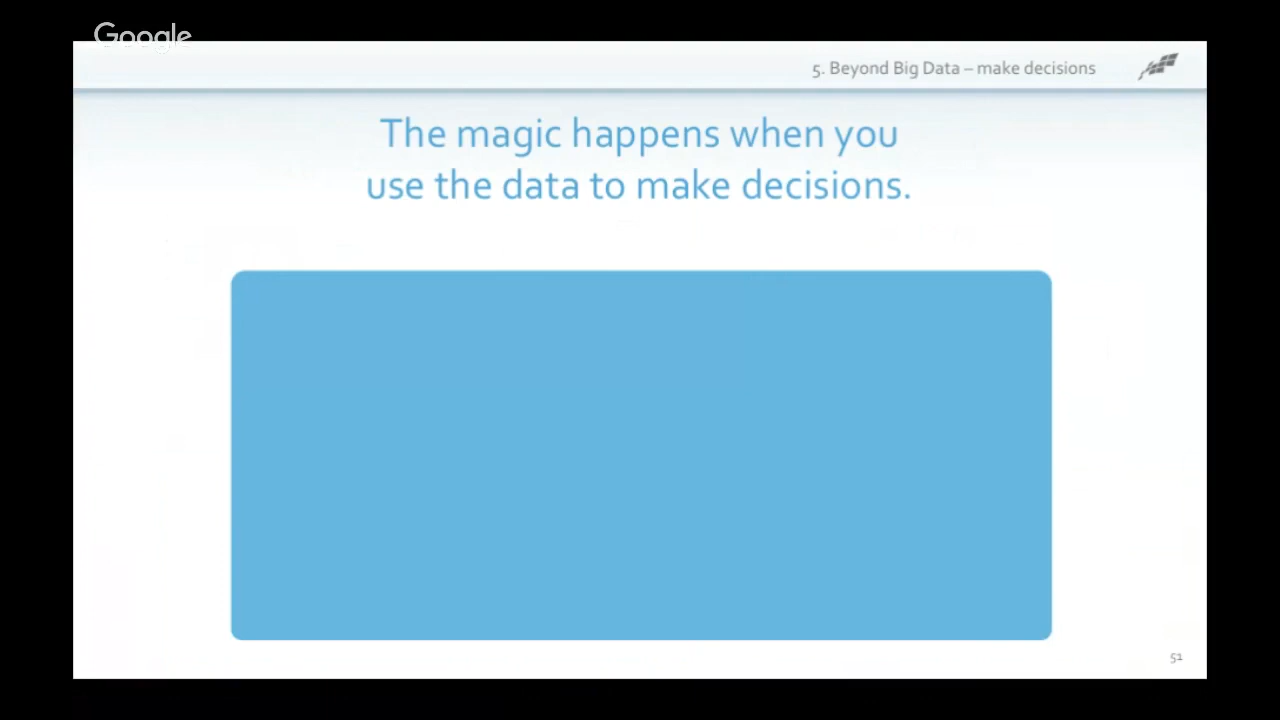 Google
5. Beyond Big Data – make decisions
The magic happens when you
use the data to make decisions.
51